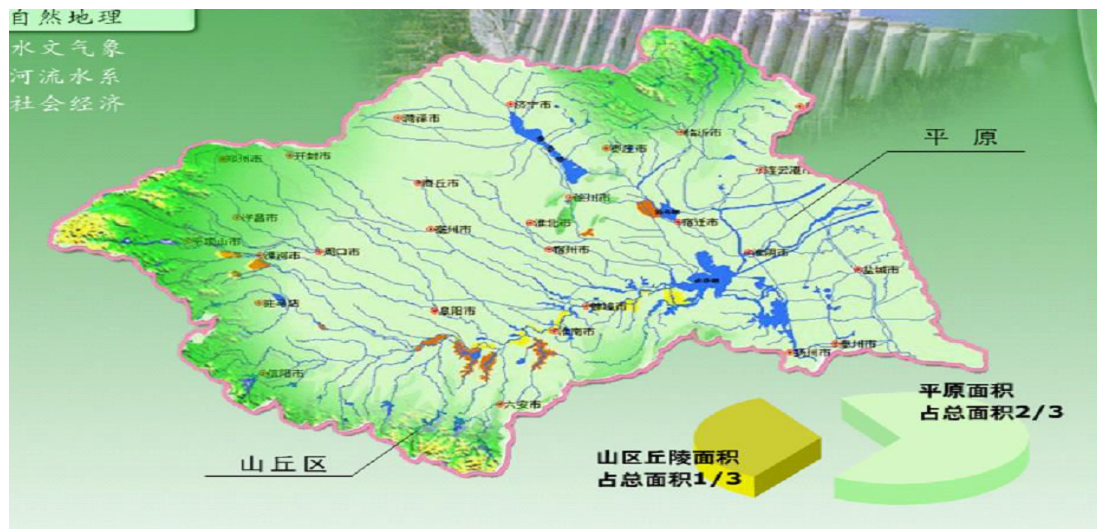 自然地理
水文气象
河流水系
社会经济
济宁市
菏泽市
临沂市
枣庄市
平 原
郑州市
开封市
连云港市
商丘市
徐州市
许昌市
淮北市
宿迁市
亳州市
平顶山市
漯河市
周口市
宿州市
淮阴市
盐城市
驻马店
阜阳市
蚌埠市
淮南市
扬州市
泰州市
信阳市
六安市
平原面积
占总面积2/3
山丘区
山区丘陵面积
占总面积1/3